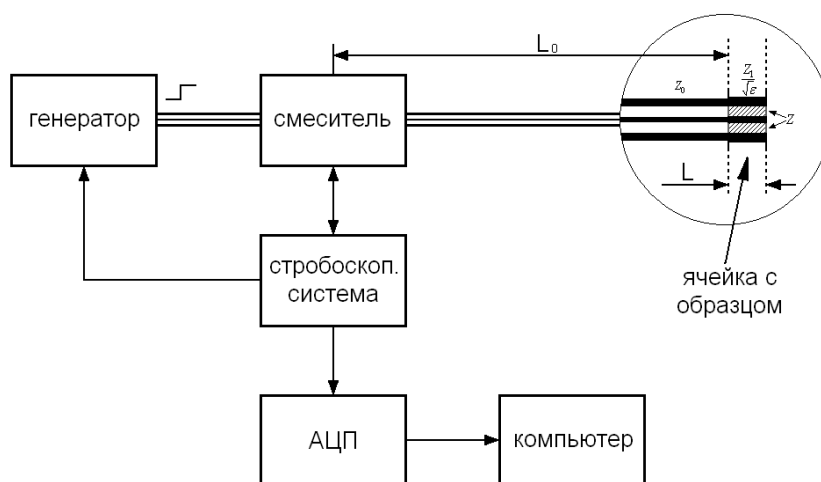 L₀
Z₁
√ε
Z₀
генератор
смеситель
Z
L
стробоскоп.
система
ячейка с
образцом
АЦП
компьютер